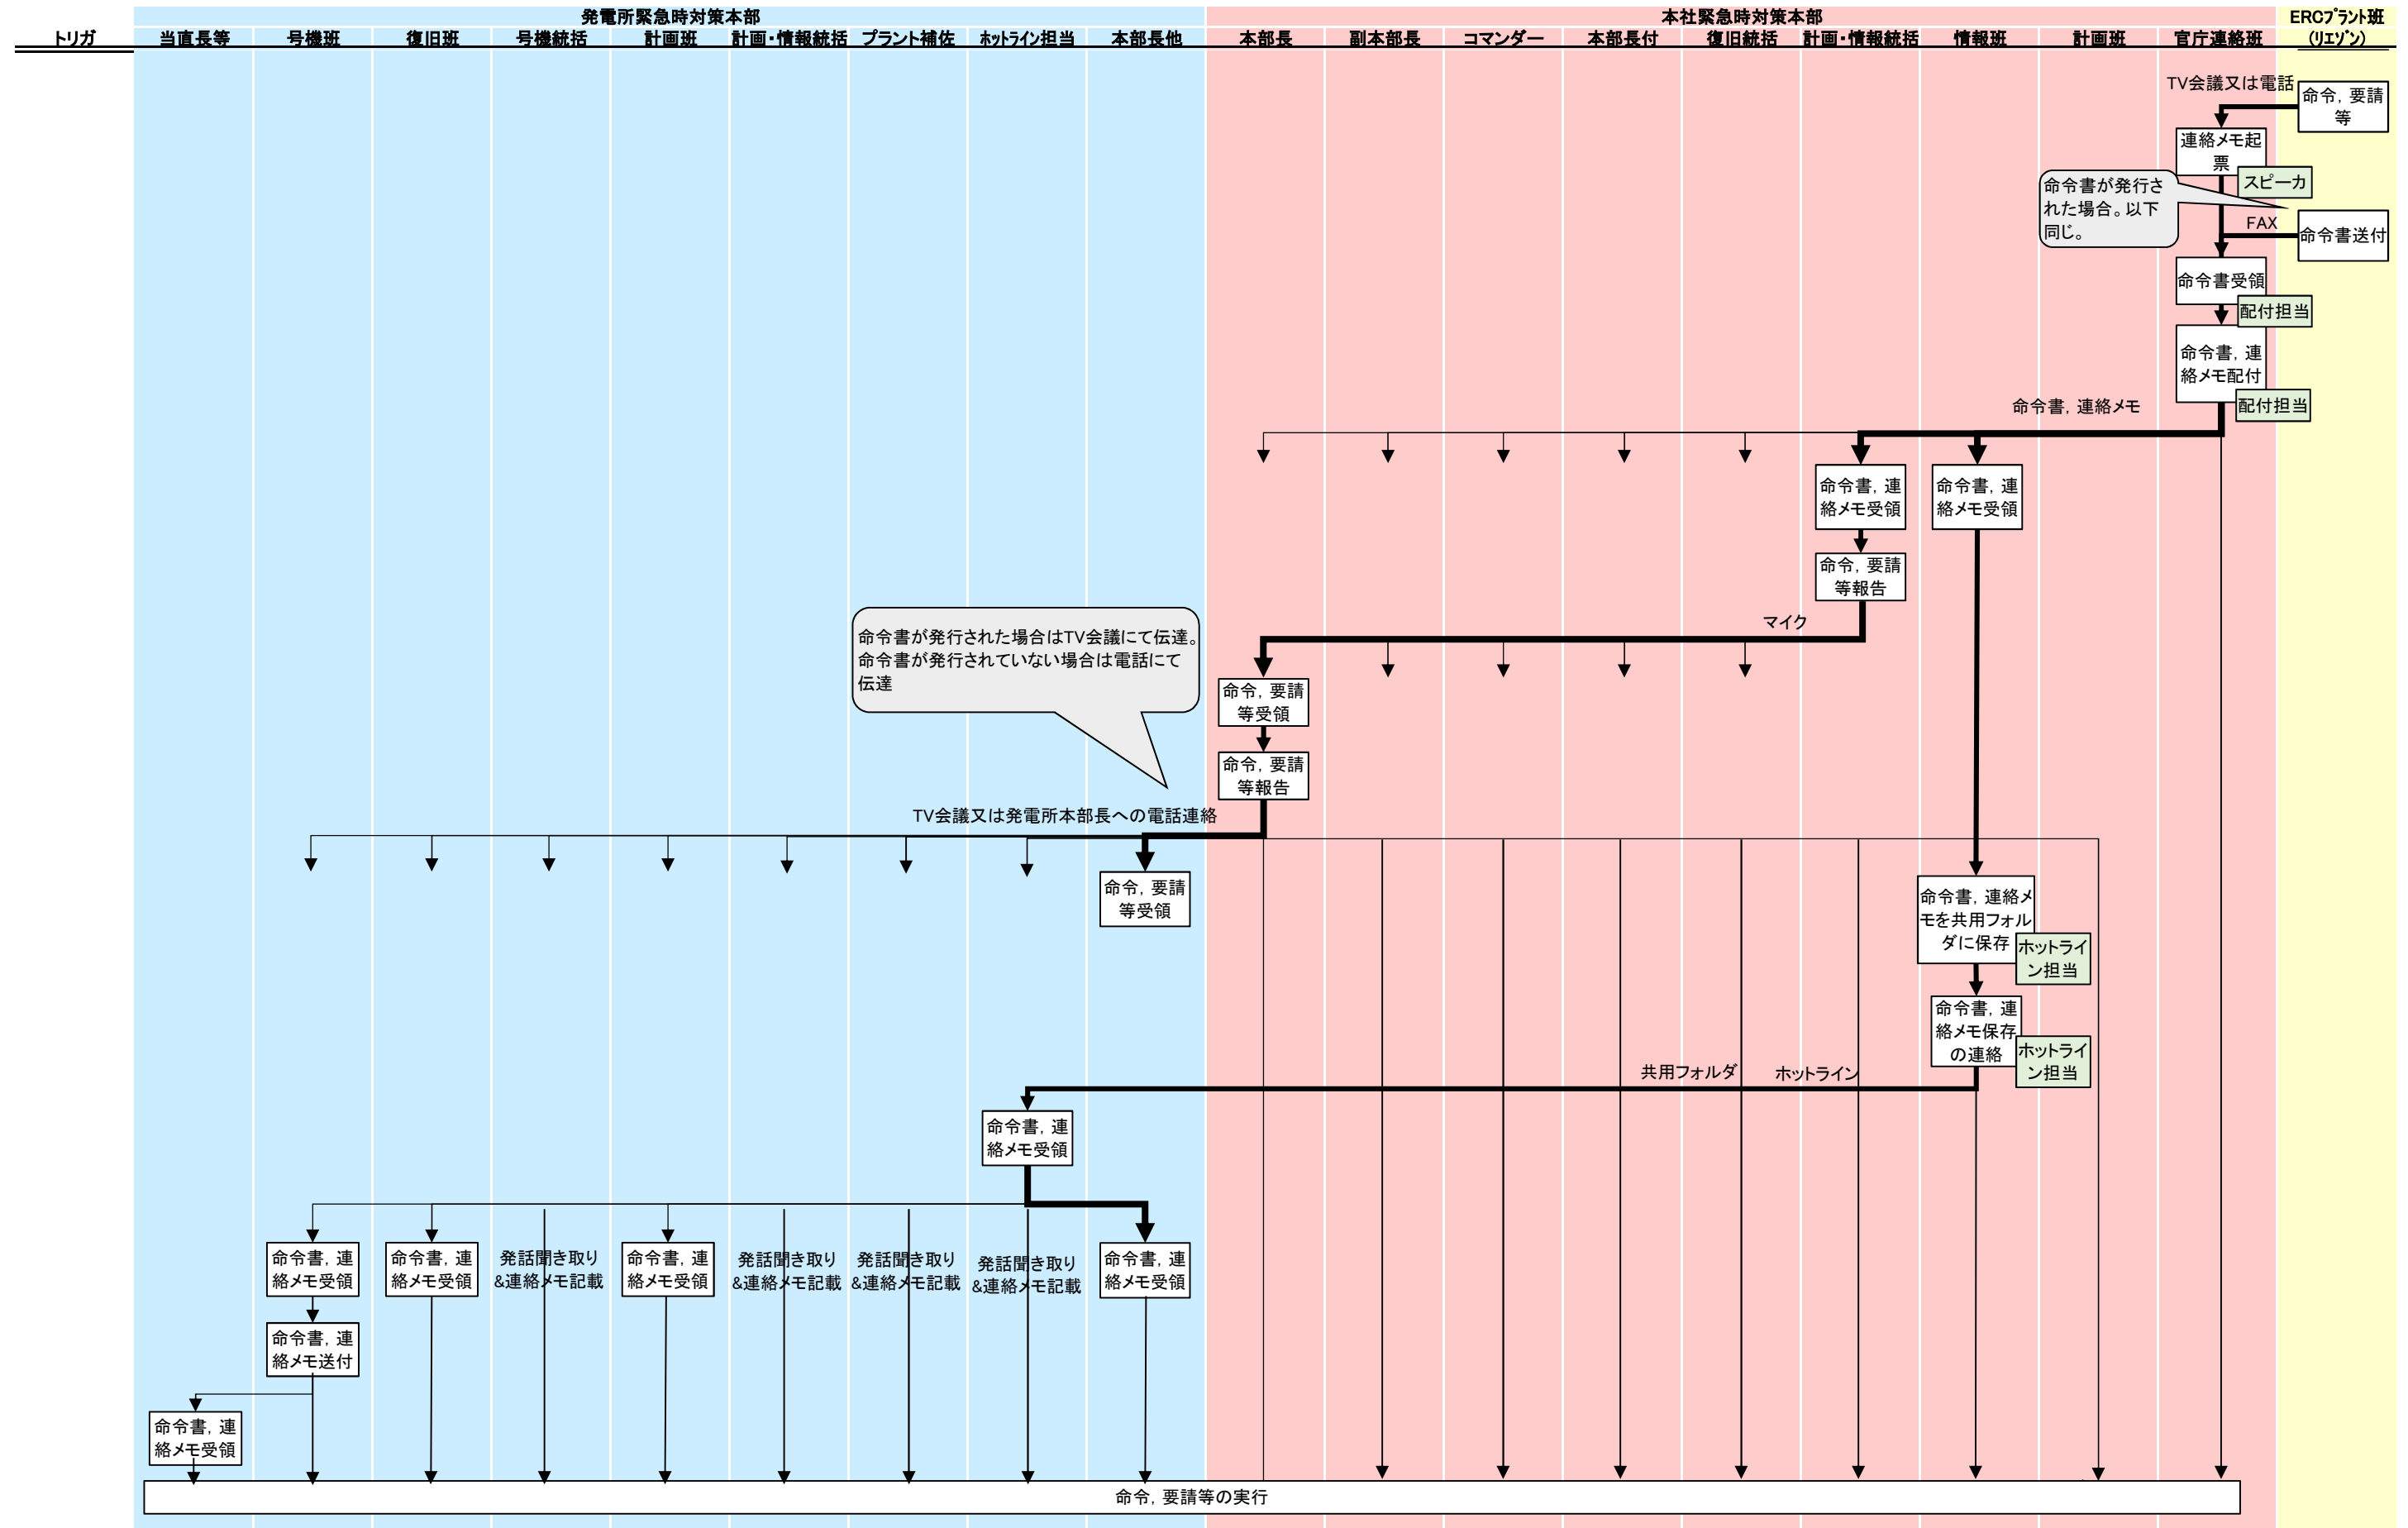 発電所緊急時対策本部
本社緊急時対策本部
ERCﾌﾟﾗﾝﾄ班
(ﾘｴｿﾞﾝ)
トリガ
当直長等
号機班
復旧班
号機統括
計画班
計画・情報統括
プラント補佐
ﾎｯﾄﾗｲﾝ担当
本部長他
本部長
副本部長
コマンダー
本部長付
復旧統括
計画・情報統括
情報班
計画班
官庁連絡班
TV会議又は電話
命令，要請
等
連絡メモ起
票
スピーカ
命令書が発行さ
れた場合。以下
同じ。
FAX
命令書送付
命令書受領
配付担当
命令書，連
絡メモ配付
配付担当
命令書，連絡メモ
命令書，連
絡メモ受領
命令書，連
絡メモ受領
命令，要請
等報告
マイク
命令書が発行された場合はTV会議にて伝達。
命令書が発行されていない場合は電話にて
伝達
命令，要請
等受領
命令，要請
等報告
TV会議又は発電所本部長への電話連絡
命令，要請
等受領
命令書，連絡メ
モを共用フォル
ダに保存
ホットライ
ン担当
命令書，連
絡メモ保存
の連絡
ホットライ
ン担当
共用フォルダ
ホットライン
命令書，連
絡メモ受領
命令書，連
絡メモ受領
命令書，連
絡メモ受領
発話聞き取り
&連絡メモ記載
命令書，連
絡メモ受領
発話聞き取り
&連絡メモ記載
発話聞き取り
&連絡メモ記載
発話聞き取り
&連絡メモ記載
命令書，連
絡メモ受領
命令書，連
絡メモ送付
命令書，連
絡メモ受領
命令，要請等の実行